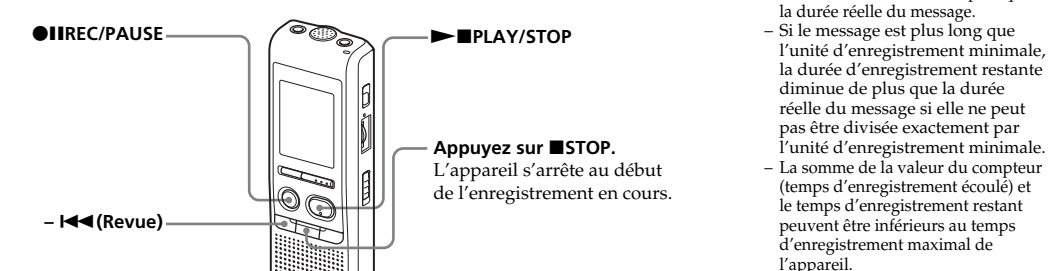 ●❙❙REC/PAUSE
►■PLAY/STOP
Appuyez sur ■STOP.
L’appareil s’arrête au début
de l’enregistrement en cours.
– ⏮ (Revue)
la durée réelle du message.
– Si le message est plus long que
l’unité d’enregistrement minimale,
la durée d’enregistrement restante
diminue de plus que la durée
réelle du message si elle ne peut
pas être divisée exactement par
l’unité d’enregistrement minimale.
– La somme de la valeur du compteur
(temps d’enregistrement écoulé) et
le temps d’enregistrement restant
peuvent être inférieurs au temps
d’enregistrement maximal de
l’appareil.